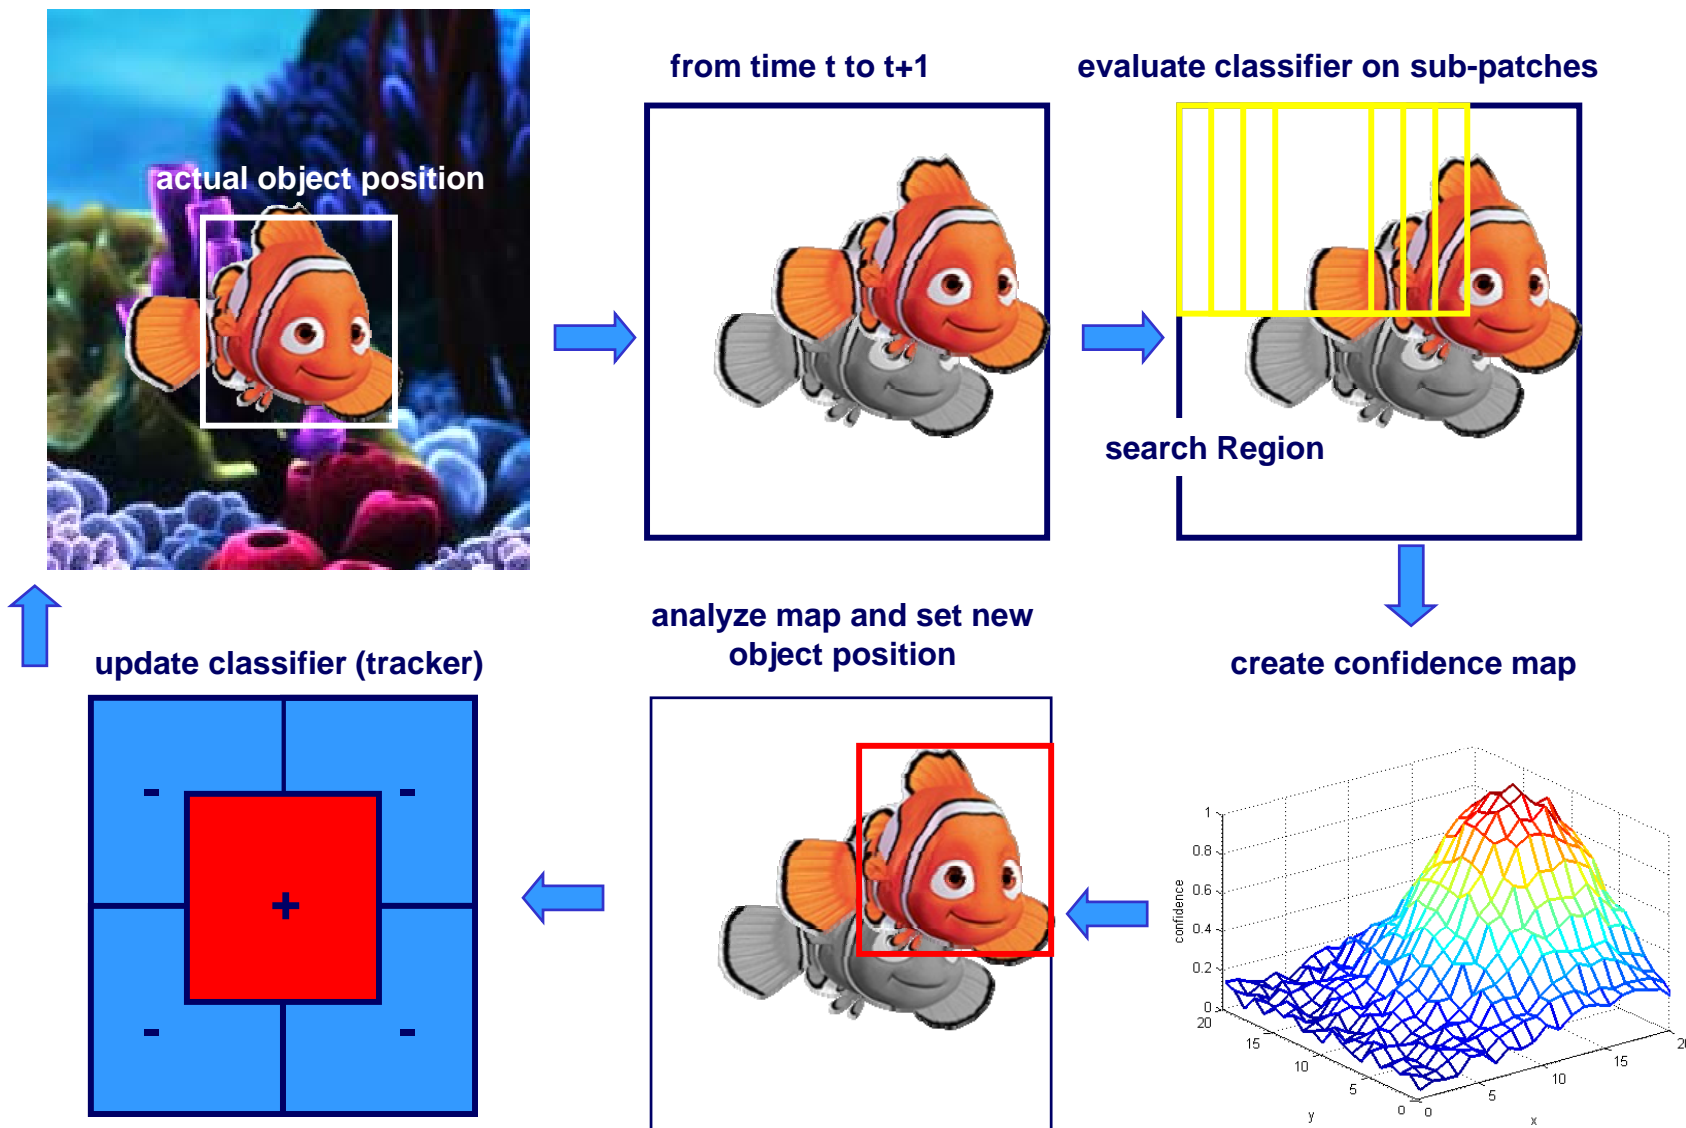 actual object position
from time t to t+1
evaluate classifier on sub-patches
search Region
create confidence map
1
0.8
0.6
0.4
0.2
0
confidence
20
15
10
5
0
y
0
5
10
15
20
x
analyze map and set new
object position
update classifier (tracker)
-
-
+
-
-